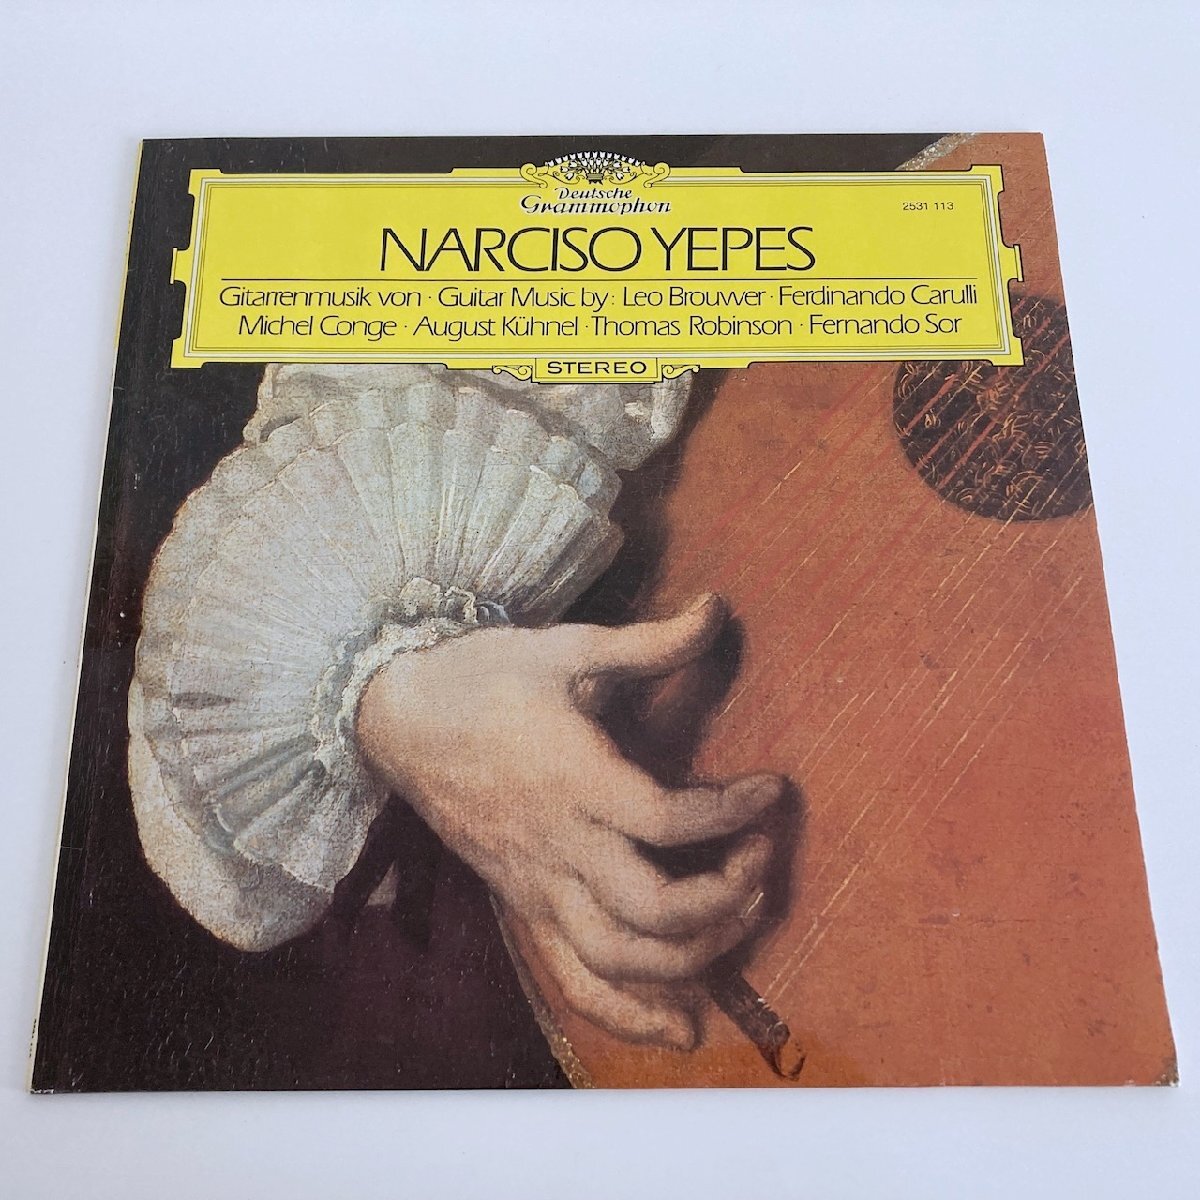 Deutsche
Grammophon
2531 113
NARCISO YEPES
Gitarrenmusik von · Guitar Music by: Leo Brouwer · Ferdinando Carulli
Michel Conge · August Kühnel · Thomas Robinson · Fernando Sor
STEREO